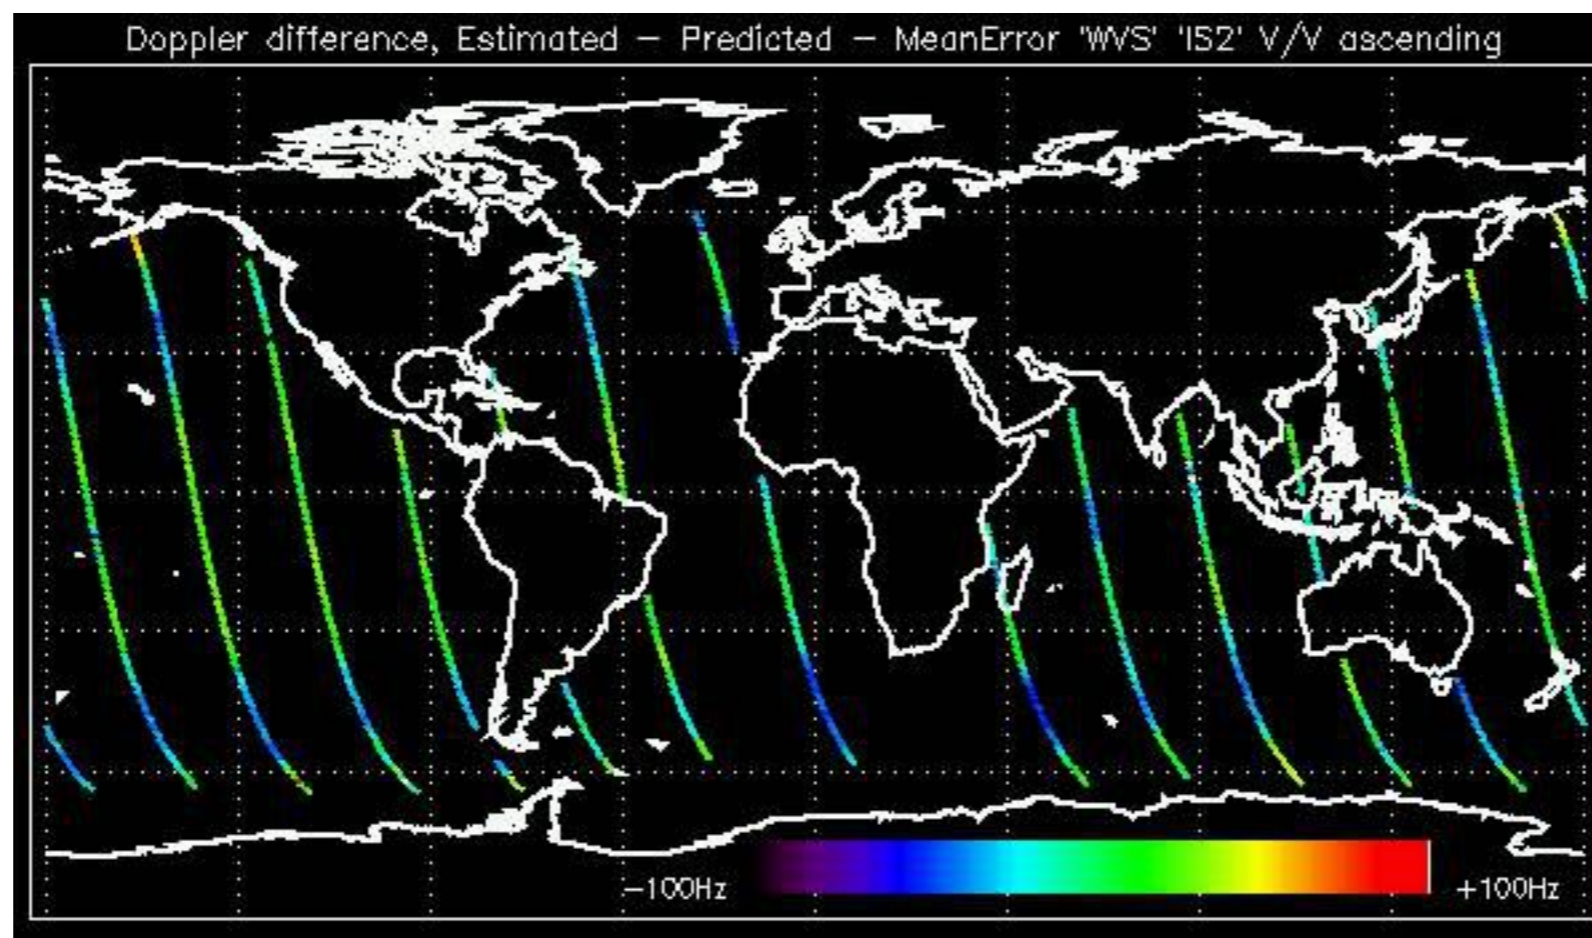 Doppler difference, Estimated – Predicted – MeanError 'WVS' 'IS2' V/V ascending
–100Hz +100Hz